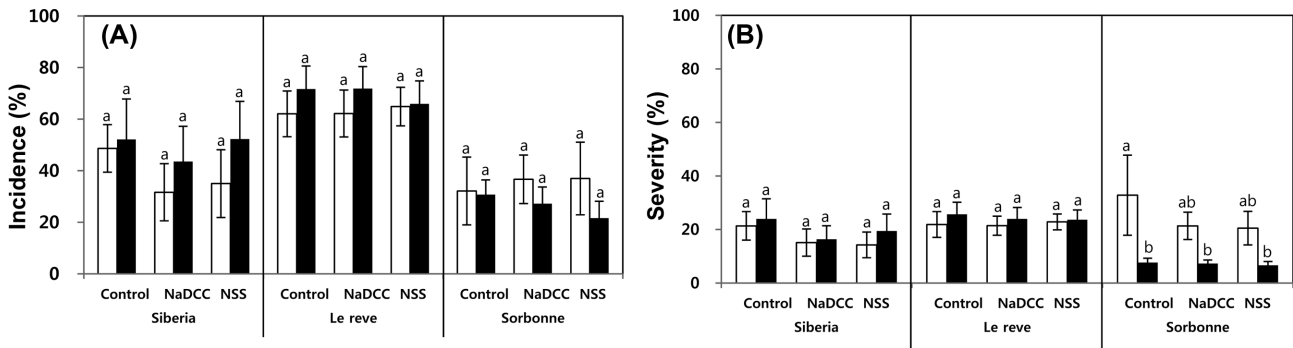 (A)
Incidence (%)
100
80
60
40
20
0
a a a a a a
a a a a a a
a a a a a a
Control NaDCC NSS
Control NaDCC NSS
Control NaDCC NSS
Siberia
Le reve
Sorbonne
(B)
Severity (%)
100
80
60
40
20
0
a a a a a a
a a a a a a
a b ab b ab b
Control NaDCC NSS
Control NaDCC NSS
Control NaDCC NSS
Siberia
Le reve
Sorbonne